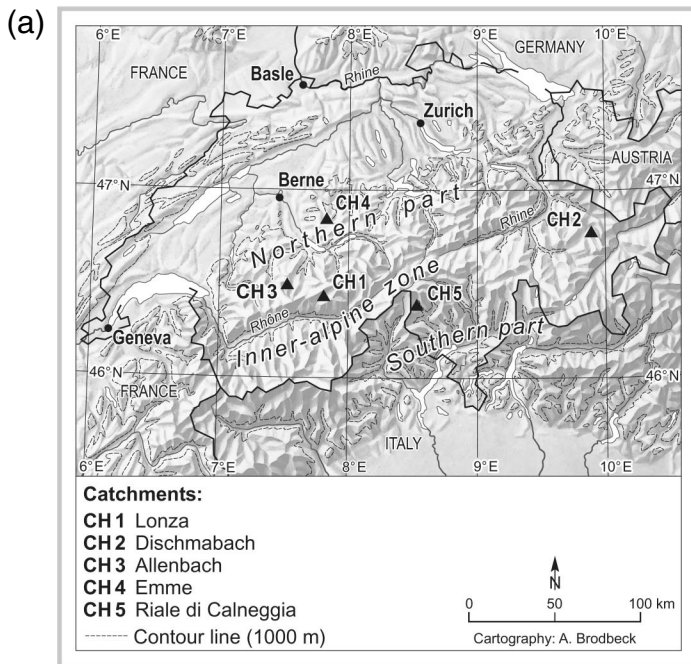 (a)
6°E 7°E 8°E 9°E 10°E
GERMANY
FRANCE
Basle
Rhine
Zurich
AUSTRIA
47°N 47°N
Berne
CH4
Northern part
Rhine
CH2
CH3
CH1
CH5
Inner-alpine zone
Rhône
Southern part
Geneva
46°N 46°N
FRANCE
ITALY
6°E 7°E 8°E 9°E 10°E
Catchments:
CH1 Lonza
CH2 Dischmabach
CH3 Allenbach
CH4 Emme
CH5 Riale di Calneggia
Contour line (1000 m)
N
0 50 100 km
Cartography: A. Brodbeck